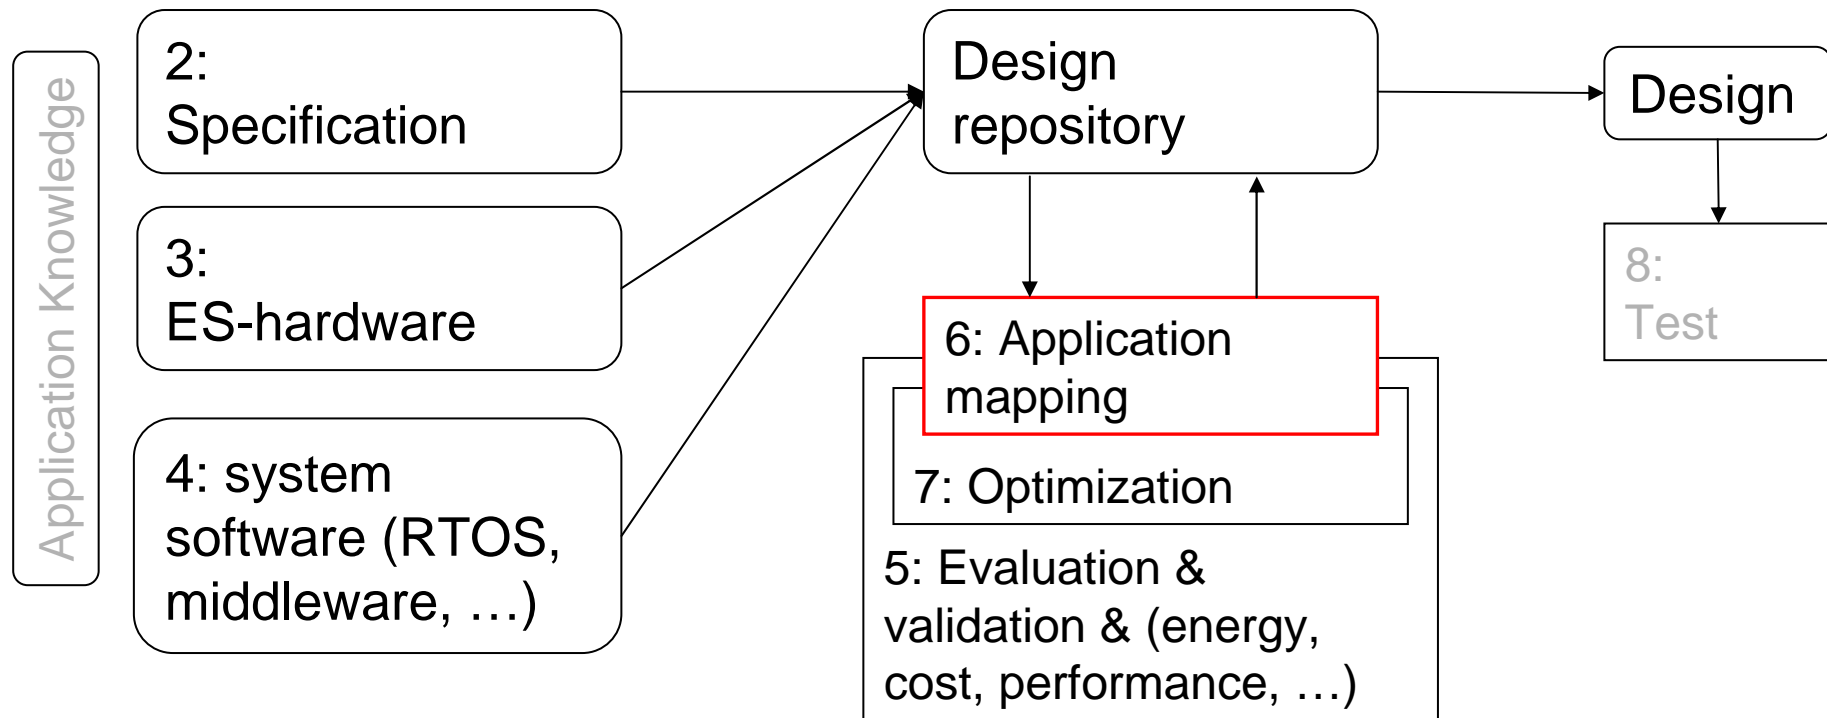 Application Knowledge
2:
Specification
3:
ES-hardware
4: system
software (RTOS,
middleware, …)
Design
repository
6: Application
mapping
7: Optimization
5: Evaluation &
validation & (energy,
cost, performance, …)
Design
8:
Test